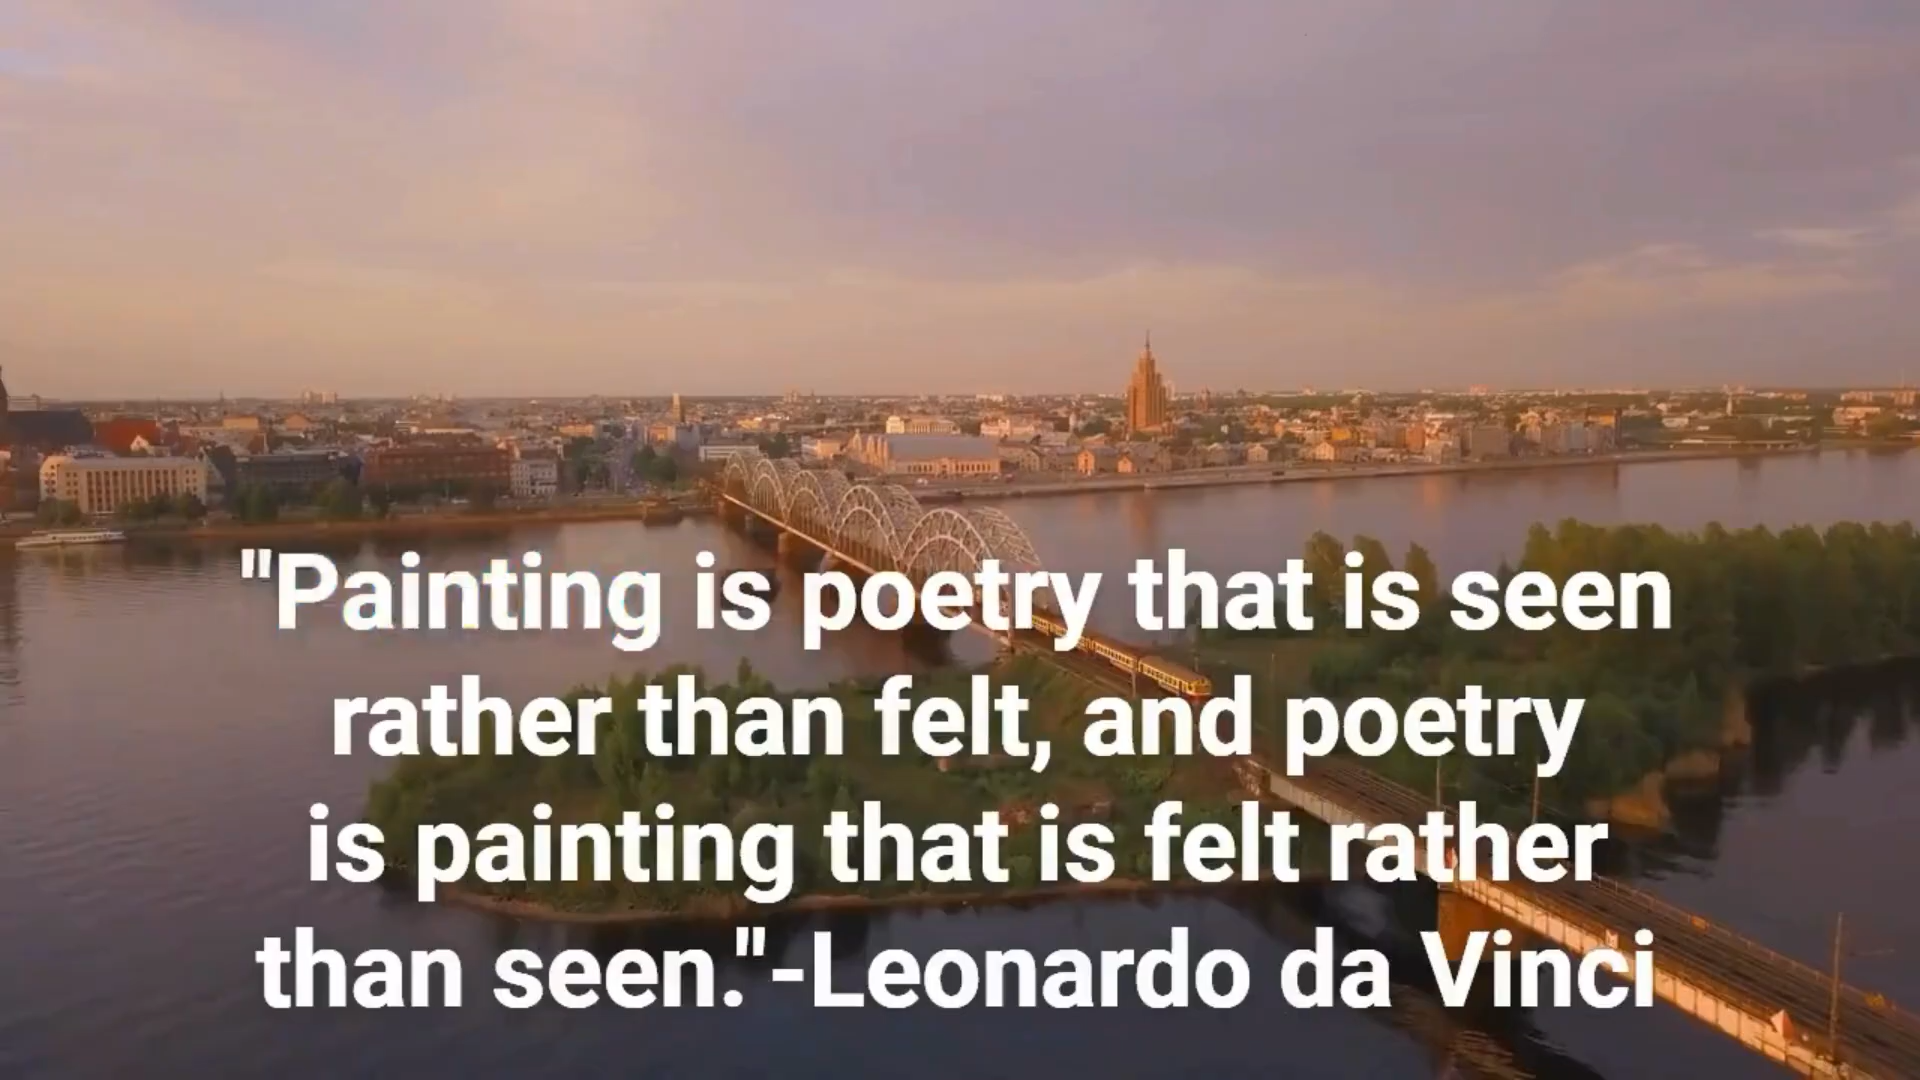 "Painting is poetry that is seen
rather than felt, and poetry
is painting that is felt rather
than seen."-Leonardo da Vinci